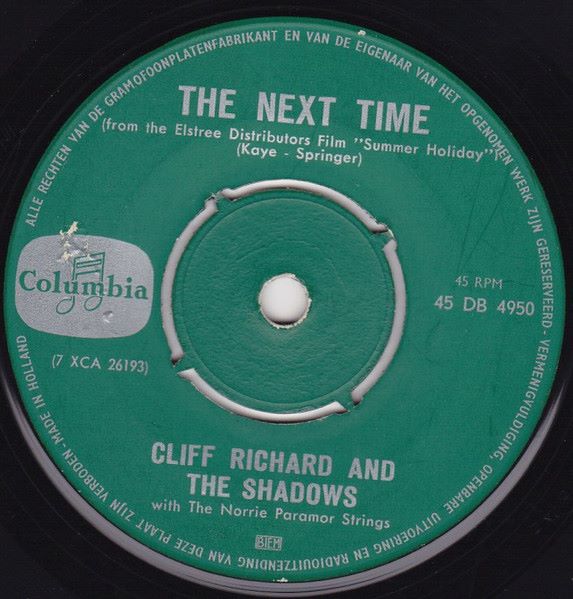 ALLE RECHTEN VAN DE GRAMOFOONPLATENFABRIKANT EN VAN DE EIGENAAR VAN HET OPGENOMEN WERK ZIJN GERESERVEERD-VERMENIGVULDIGING, OPENBARE UITVOERING EN RADIOUITZENDING VAN DEZE PLAAT ZIJN VERBODEN-MADE IN HOLLAND
THE NEXT TIME
(from the Elstree Distributors Film "Summer Holiday")
(Kaye - Springer)
Columbia
45 RPM
45 DB 4950
(7 XCA 26193)
CLIFF RICHARD AND
THE SHADOWS
with The Norrie Paramor Strings
BIEM